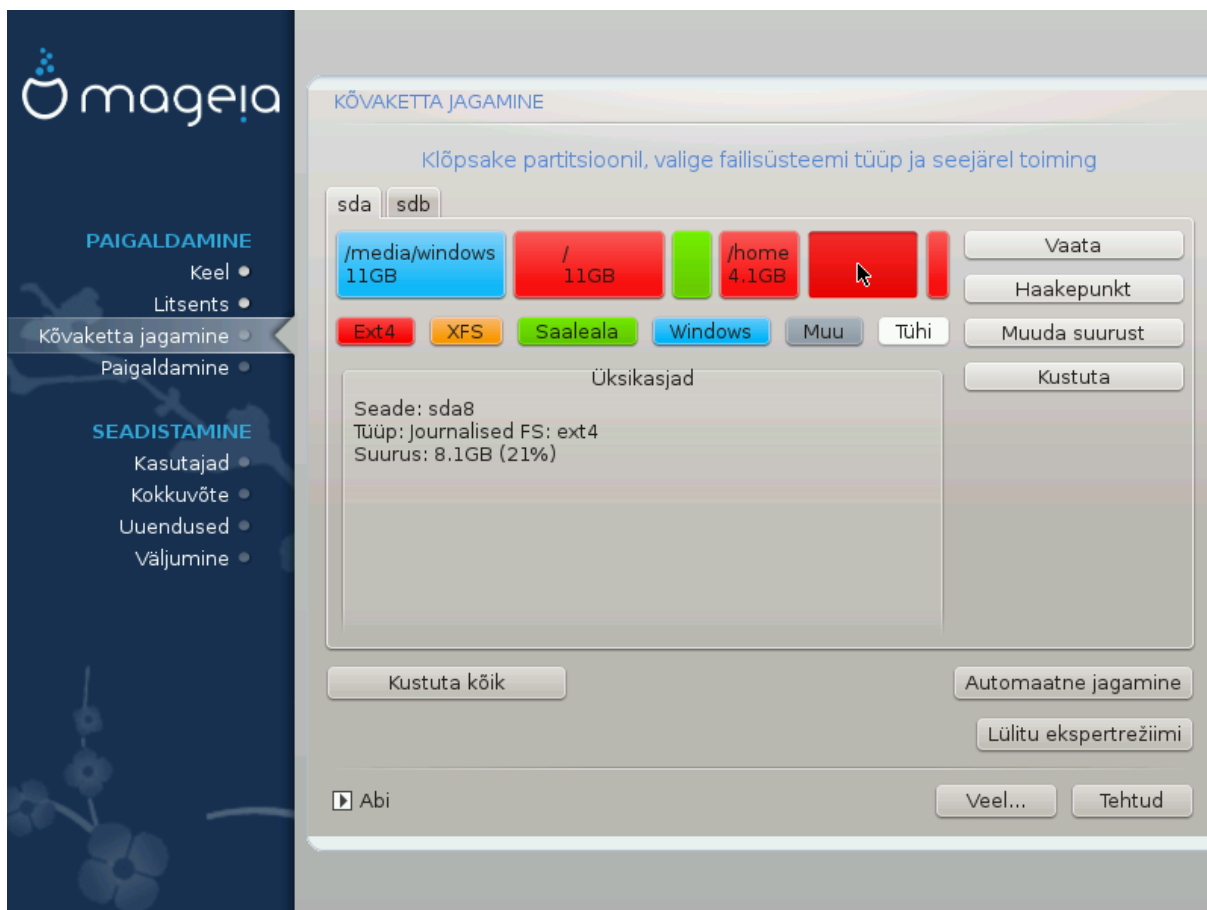 mageia
PAIGALDAMINE
Keel
Litsents
Kõvaketta jagamine
Paigaldamine
SEADISTAMINE
Kasutajad
Kokkuvõte
Uuendused
Väljumine
KÕVAKETTA JAGAMINE
Klõpsake partitsioonil, valige failisüsteemi tüüp ja seejärel toiming
sda sdb
/media/windows
11GB
/
11GB
/home
4.1GB
Ext4 XFS Saaleala Windows Muu Tühi
Vaata
Haakepunkt
Muuda suurust
Kustuta
Üksikasjad
Seade: sda8
Tüüp: Journalised FS: ext4
Suurus: 8.1GB (21%)
Kustuta kõik
Automaatne jagamine
Lülitu ekspertrežiimi
Abi
Veel... Tehtud